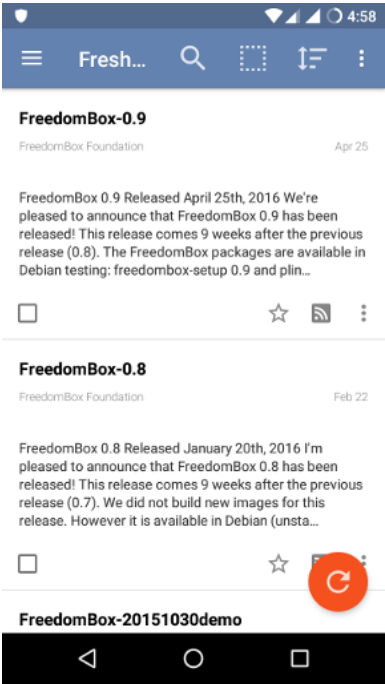 4:58
Fresh...
FreedomBox-0.9
FreedomBox Foundation
Apr 25
FreedomBox 0.9 Released April 25th, 2016 We're
pleased to announce that FreedomBox 0.9 has been
released! This release comes 9 weeks after the previous
release (0.8). The FreedomBox packages are available in
Debian testing: freedombox-setup 0.9 and plin...
FreedomBox-0.8
FreedomBox Foundation
Feb 22
FreedomBox 0.8 Released January 20th, 2016 I'm
pleased to announce that FreedomBox 0.8 has been
released! This release comes 9 weeks after the previous
release (0.7). We did not build new images for this
release. However it is available in Debian (unsta...
FreedomBox-20151030demo